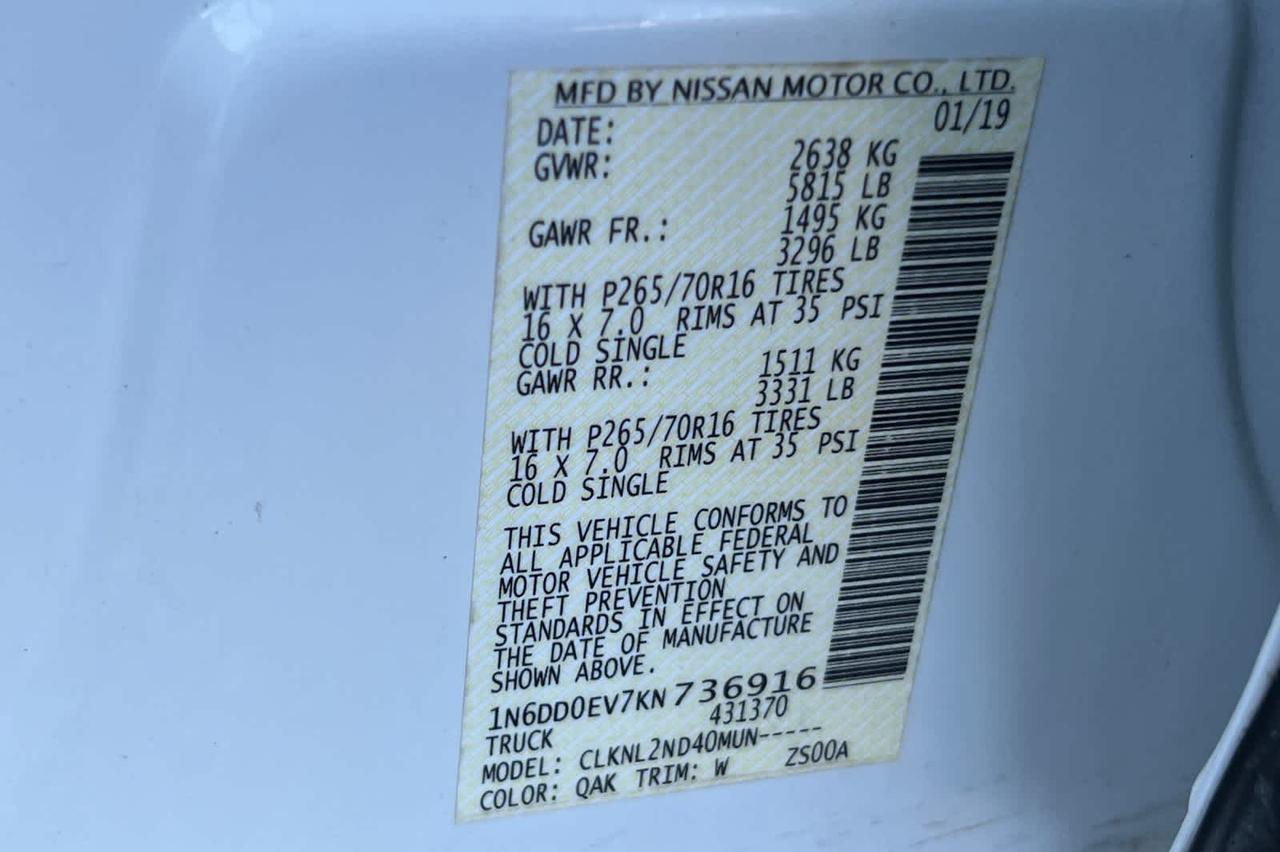 MFD BY NISSAN MOTOR CO., LTD.
DATE: 01/19
GVWR: 2638 KG
5815 LB
GAWR FR.: 1495 KG
3296 LB
WITH P265/70R16 TIRES
16 X 7.0 RIMS AT 35 PSI
COLD SINGLE
GAWR RR.: 1511 KG
3331 LB
WITH P265/70R16 TIRES
16 X 7.0 RIMS AT 35 PSI
COLD SINGLE
THIS VEHICLE CONFORMS TO
ALL APPLICABLE FEDERAL
MOTOR VEHICLE SAFETY AND
THEFT PREVENTION
STANDARDS IN EFFECT ON
THE DATE OF MANUFACTURE
SHOWN ABOVE.
1N6DD0EV7KN736916
TRUCK 431370
MODEL: CLKNL2ND40MUN-----
COLOR: QAK TRIM: W ZS00A